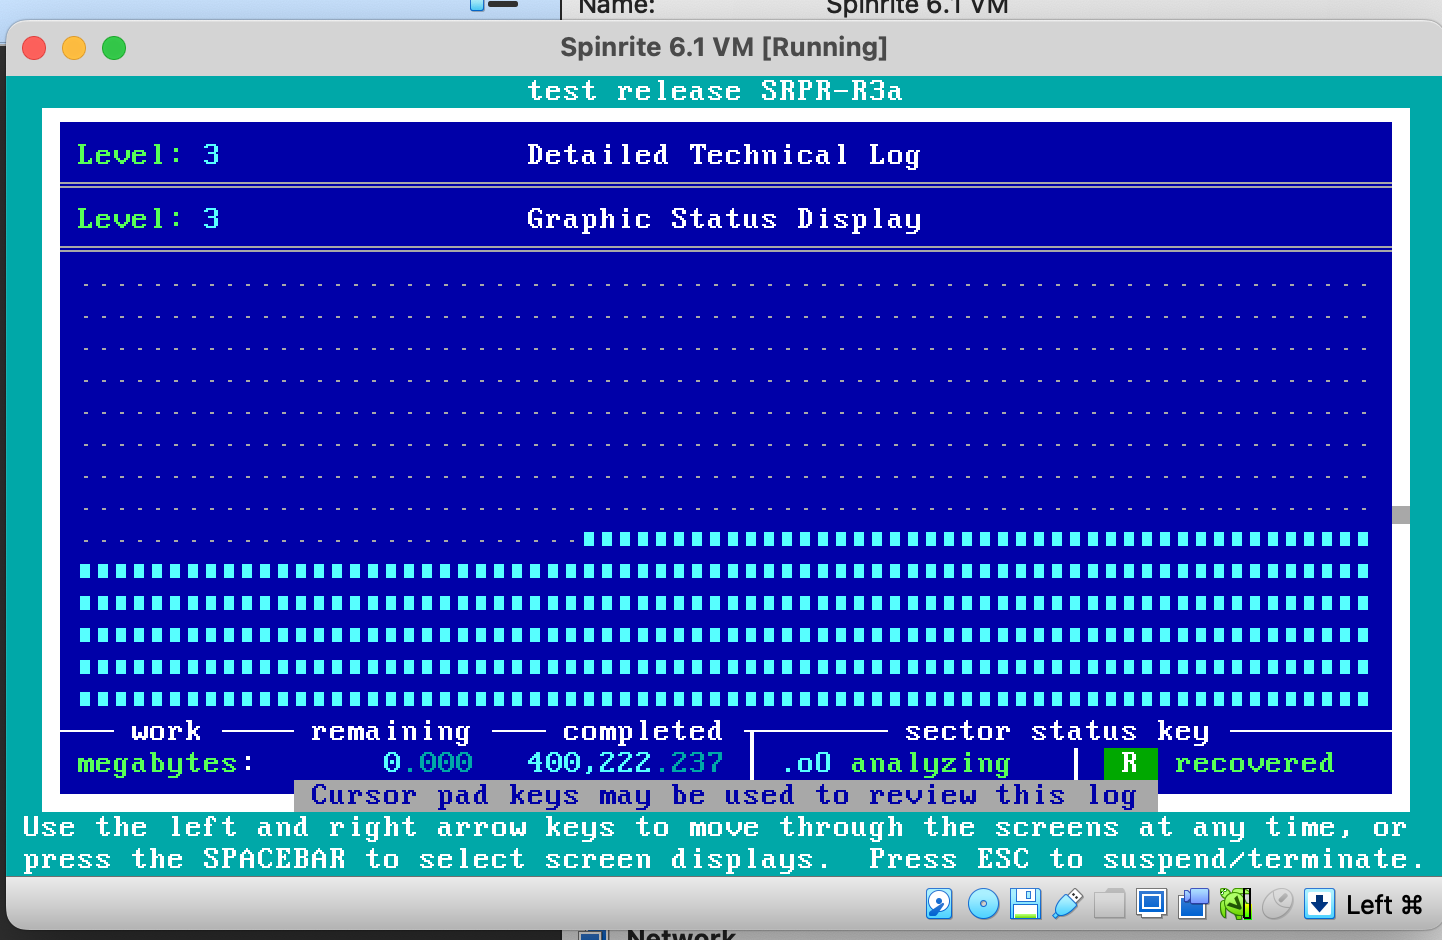 Name: Spinrite 6.1 VM
Spinrite 6.1 VM [Running]
test release SRPR-R3a
Level: 3 Detailed Technical Log
Level: 3 Graphic Status Display
work remaining completed sector status key
megabytes: 0.000 400,222.237 .oO analyzing R recovered
Cursor pad keys may be used to review this log
Use the left and right arrow keys to move through the screens at any time, or
press the SPACEBAR to select screen displays. Press ESC to suspend/terminate.
Left ⌘
Network